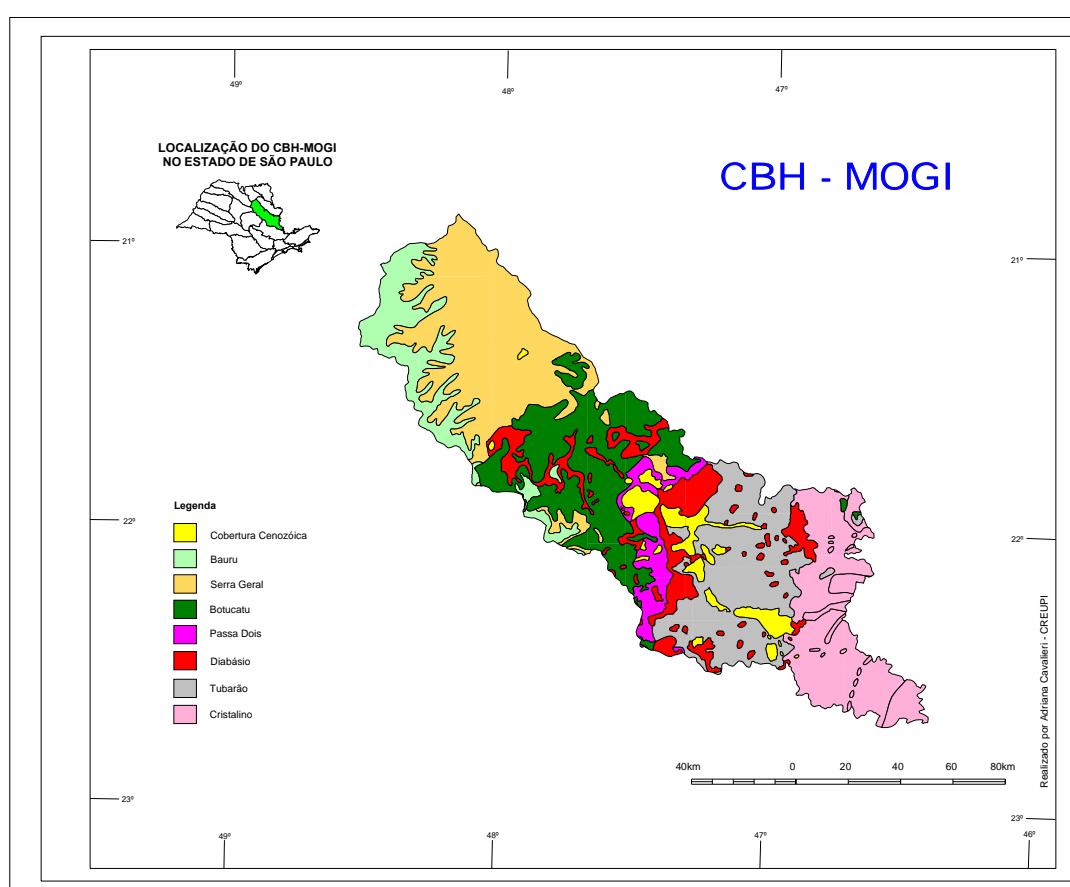 49º
48º
47º
LOCALIZAÇÃO DO CBH-MOGI
NO ESTADO DE SÃO PAULO
CBH - MOGI
21º
21º
22º
22º
Legenda
Cobertura Cenozóica
Bauru
Serra Geral
Botucatu
Passa Dois
Diabásio
Tubarão
Cristalino
40km 0 20 40 60 80km
Realizado por Adriana Cavalieri - CREUPI
23º
23º
49º
48º
47º
46º